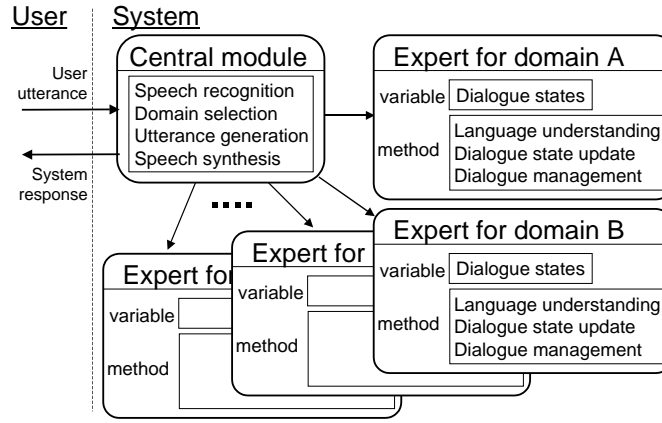 User
System
Central module
Speech recognition
Domain selection
Utterance generation
Speech synthesis
User
utterance
System
response
Expert for domain A
variable
Dialogue states
method
Language understanding
Dialogue state update
Dialogue management
Expert for domain B
variable
Dialogue states
method
Language understanding
Dialogue state update
Dialogue management
Expert for
variable
method
Expert for
variable
method